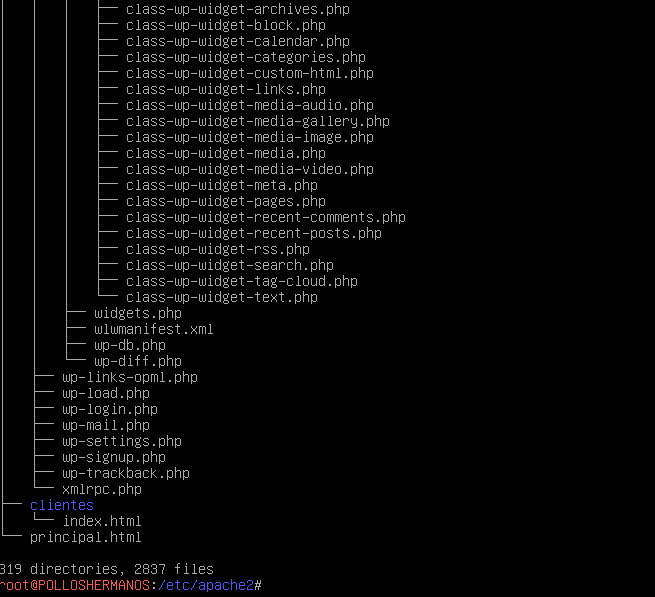 class-wp-widget-archives.php
class-wp-widget-block.php
class-wp-widget-calendar.php
class-wp-widget-categories.php
class-wp-widget-custom-html.php
class-wp-widget-links.php
class-wp-widget-media-audio.php
class-wp-widget-media-gallery.php
class-wp-widget-media-image.php
class-wp-widget-media.php
class-wp-widget-media-video.php
class-wp-widget-meta.php
class-wp-widget-pages.php
class-wp-widget-recent-comments.php
class-wp-widget-recent-posts.php
class-wp-widget-rss.php
class-wp-widget-search.php
class-wp-widget-tag-cloud.php
class-wp-widget-text.php
widgets.php
wlwmanifest.xml
wp-db.php
wp-diff.php
wp-links-opml.php
wp-load.php
wp-login.php
wp-mail.php
wp-settings.php
wp-signup.php
wp-trackback.php
xmlrpc.php
clientes
index.html
principal.html
319 directories, 2837 files
root@POLLOSHERMANOS:/etc/apache2#